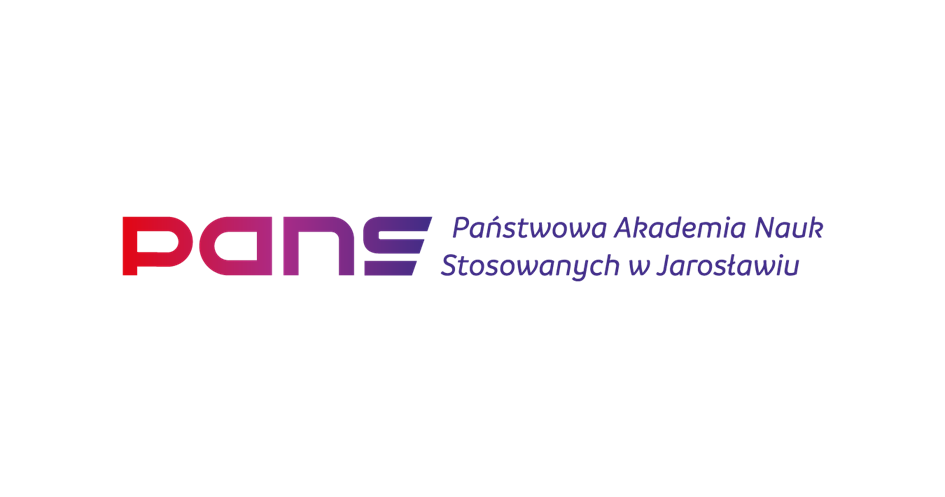 pans
Państwowa Akademia Nauk
Stosowanych w Jarosławiu